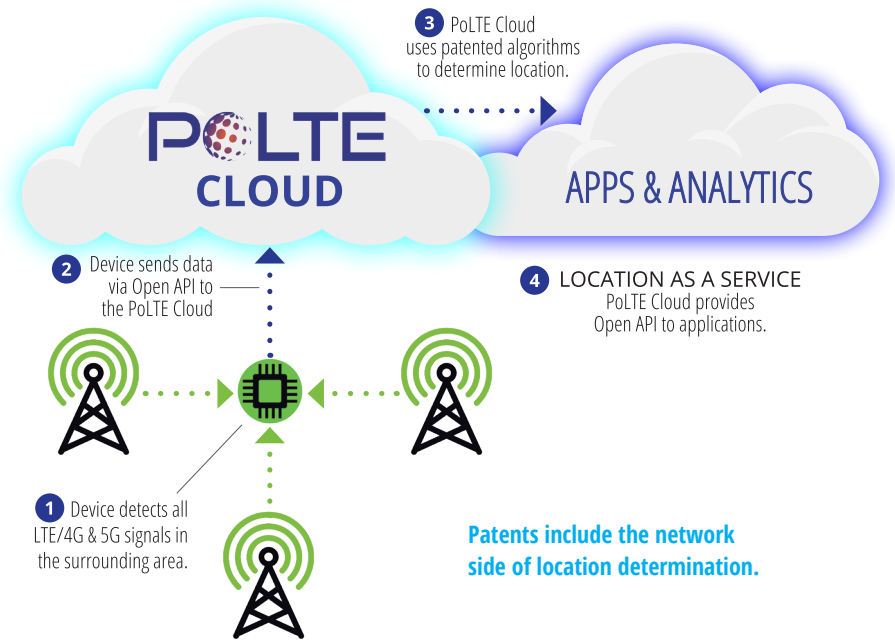 3 PoLTE Cloud
uses patented algorithms
to determine location.
POLTE
CLOUD
APPS & ANALYTICS
2 Device sends data
via Open API to
the PoLTE Cloud
4 LOCATION AS A SERVICE
PoLTE Cloud provides
Open API to applications.
1 Device detects all
LTE/4G & 5G signals in
the surrounding area.
Patents include the network
side of location determination.